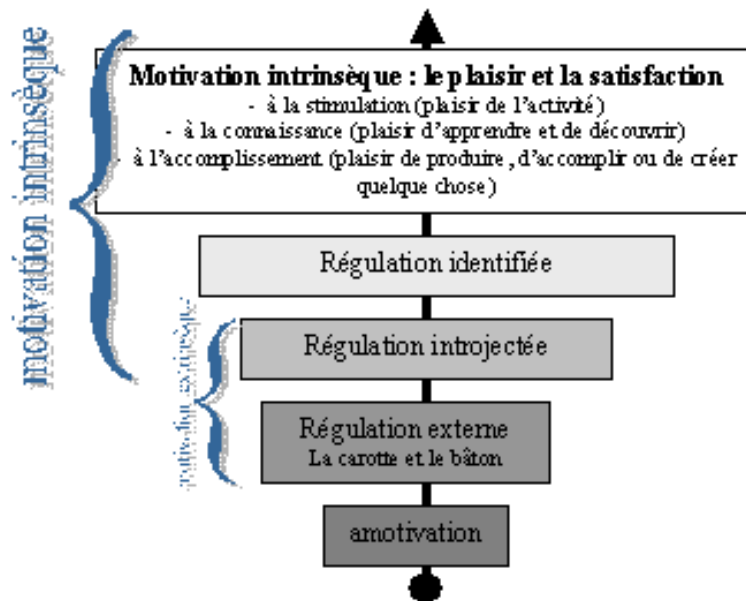 motivation intrinsèque
Motivation intrinsèque : le plaisir et la satisfaction
- à la stimulation (plaisir de l'activité)
- à la connaissance (plaisir d'apprendre et de découvrir)
- à l'accomplissement (plaisir de produire, d'accomplir ou de créer
quelque chose)
Régulation identifiée
motivation extrinsèque
Régulation introjectée
Régulation externe
La carotte et le bâton
amotivation